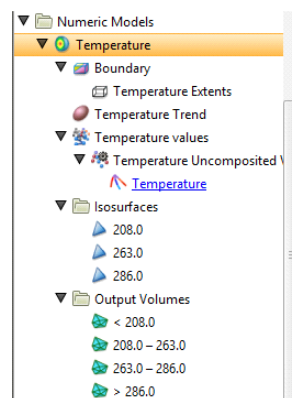 Numeric Models
Temperature
Boundary
Temperature Extents
Temperature Trend
Temperature values
Temperature Uncomposited
Temperature
Isosurfaces
208.0
263.0
286.0
Output Volumes
< 208.0
208.0 – 263.0
263.0 – 286.0
> 286.0